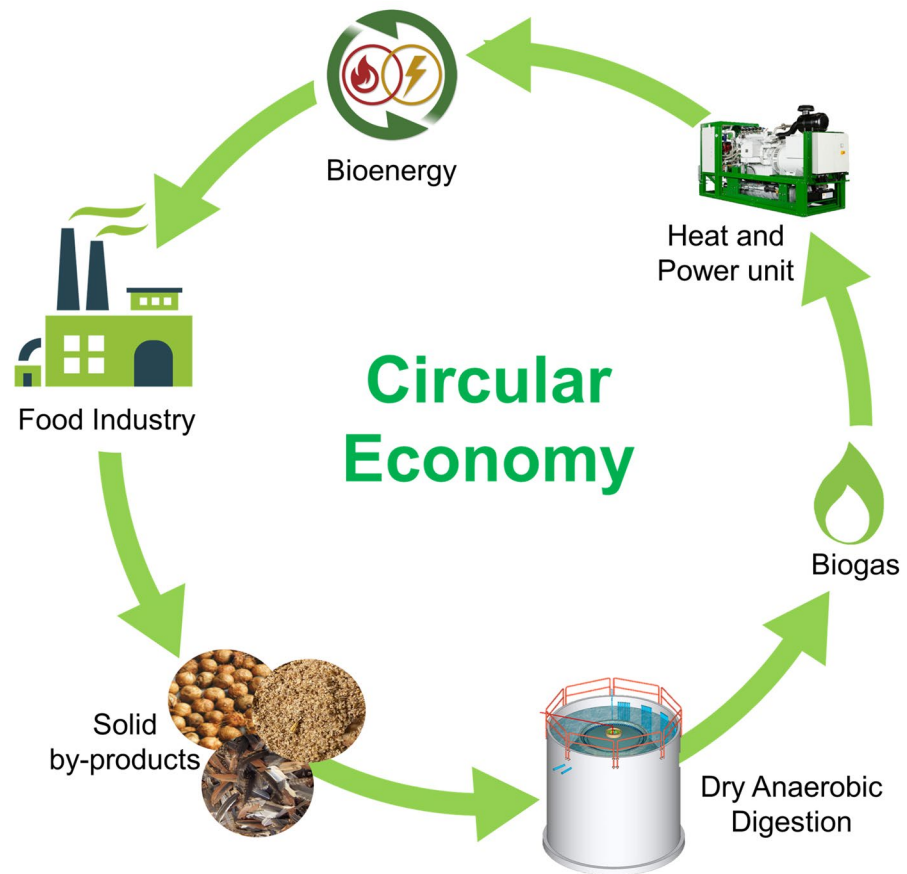 Bioenergy
Heat and
Power unit
Food Industry
Circular
Economy
Biogas
Solid
by-products
Dry Anaerobic
Digestion